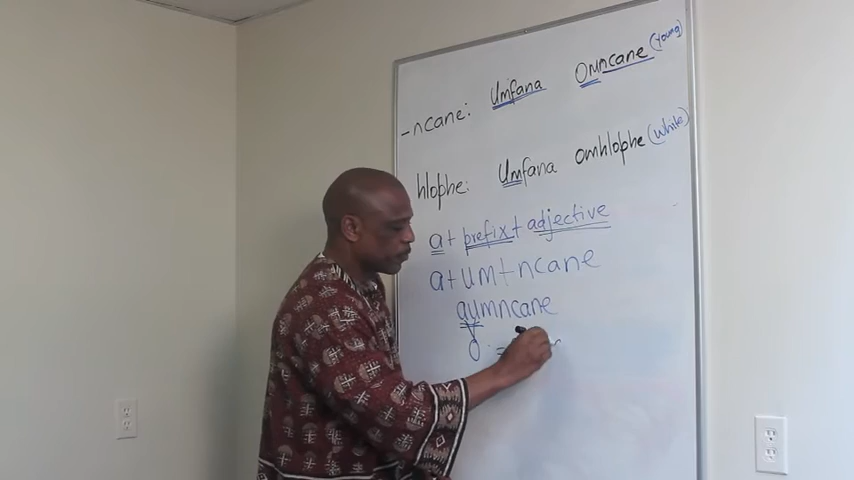 -ncane: Umfana Omncane (young)
hlophe: Umfana omhlophe (white)
a + prefix + adjective
a + um + ncane
aumncane
o =